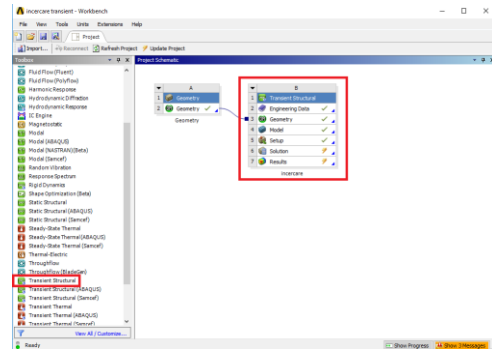 incercare transient - Workbench
File View Tools Units Extensions Help
Project
Import... Reconnect Refresh Project Update Project
Toolbox
Project Schematic
Fluid Flow (Fluent)
Fluid Flow (Polyflow)
Harmonic Response
Hydrodynamic Diffraction
Hydrodynamic Response
IC Engine
Magnetostatic
Modal
Modal (ABAQUS)
Modal (NASTRAN)(Beta)
Modal (Samcef)
Random Vibration
Response Spectrum
Rigid Dynamics
Shape Optimization (Beta)
Static Structural
Static Structural (ABAQUS)
Static Structural (Samcef)
Steady-State Thermal
Steady-State Thermal (ABAQUS)
Steady-State Thermal (Samcef)
Thermal-Electric
Throughflow
Throughflow (BladeGen)
Transient Structural
Transient Structural (ABAQUS)
Transient Structural (Samcef)
Transient Thermal
Transient Thermal (ABAQUS)
Transient Thermal (Samcef)
View All / Customize...
A
1 Geometry
2 Geometry
Geometry
B
1 Transient Structural
2 Engineering Data
3 Geometry
4 Model
5 Setup
6 Solution
7 Results
incercare
Ready
Show Progress
Show 3 Messages